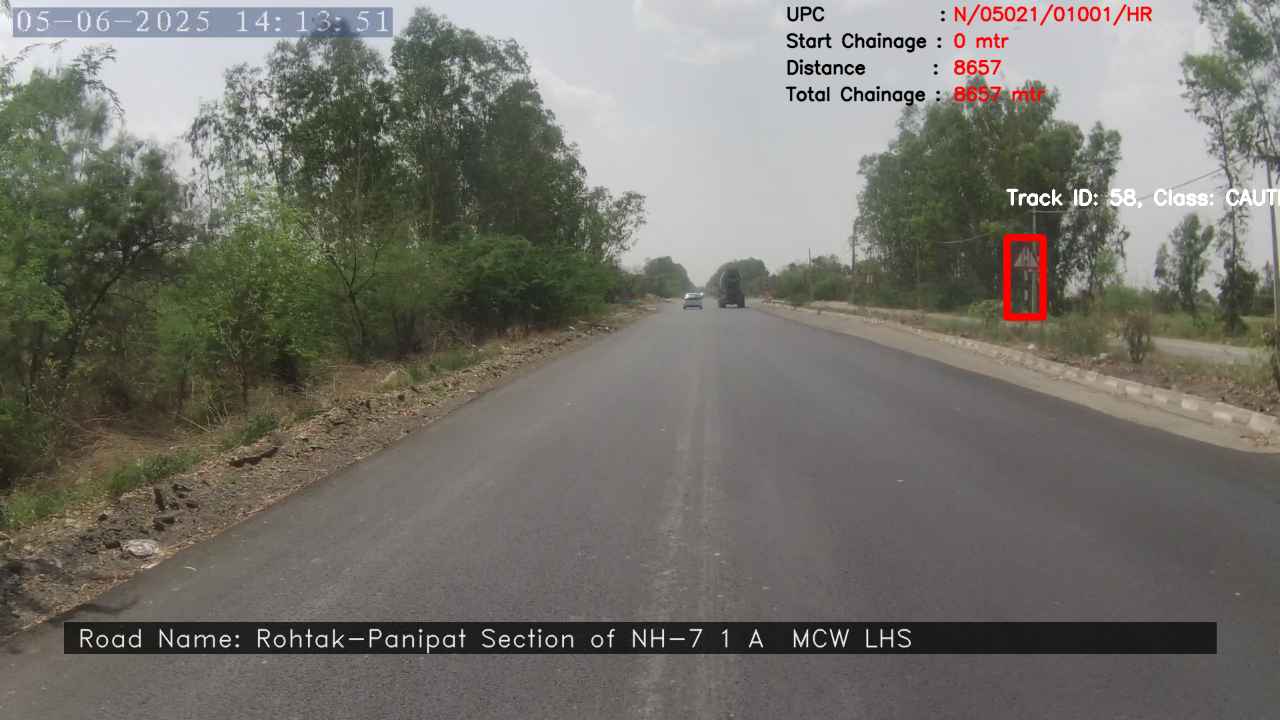 05-06-2025 14:13:51
UPC : N/05021/01001/HR
Start Chainage : 0 mtr
Distance : 8657
Total Chainage : 8657 mtr
Track ID: 58, Class: CAUTI
Road Name: Rohtak-Panipat Section of NH-7 1 A MCW LHS